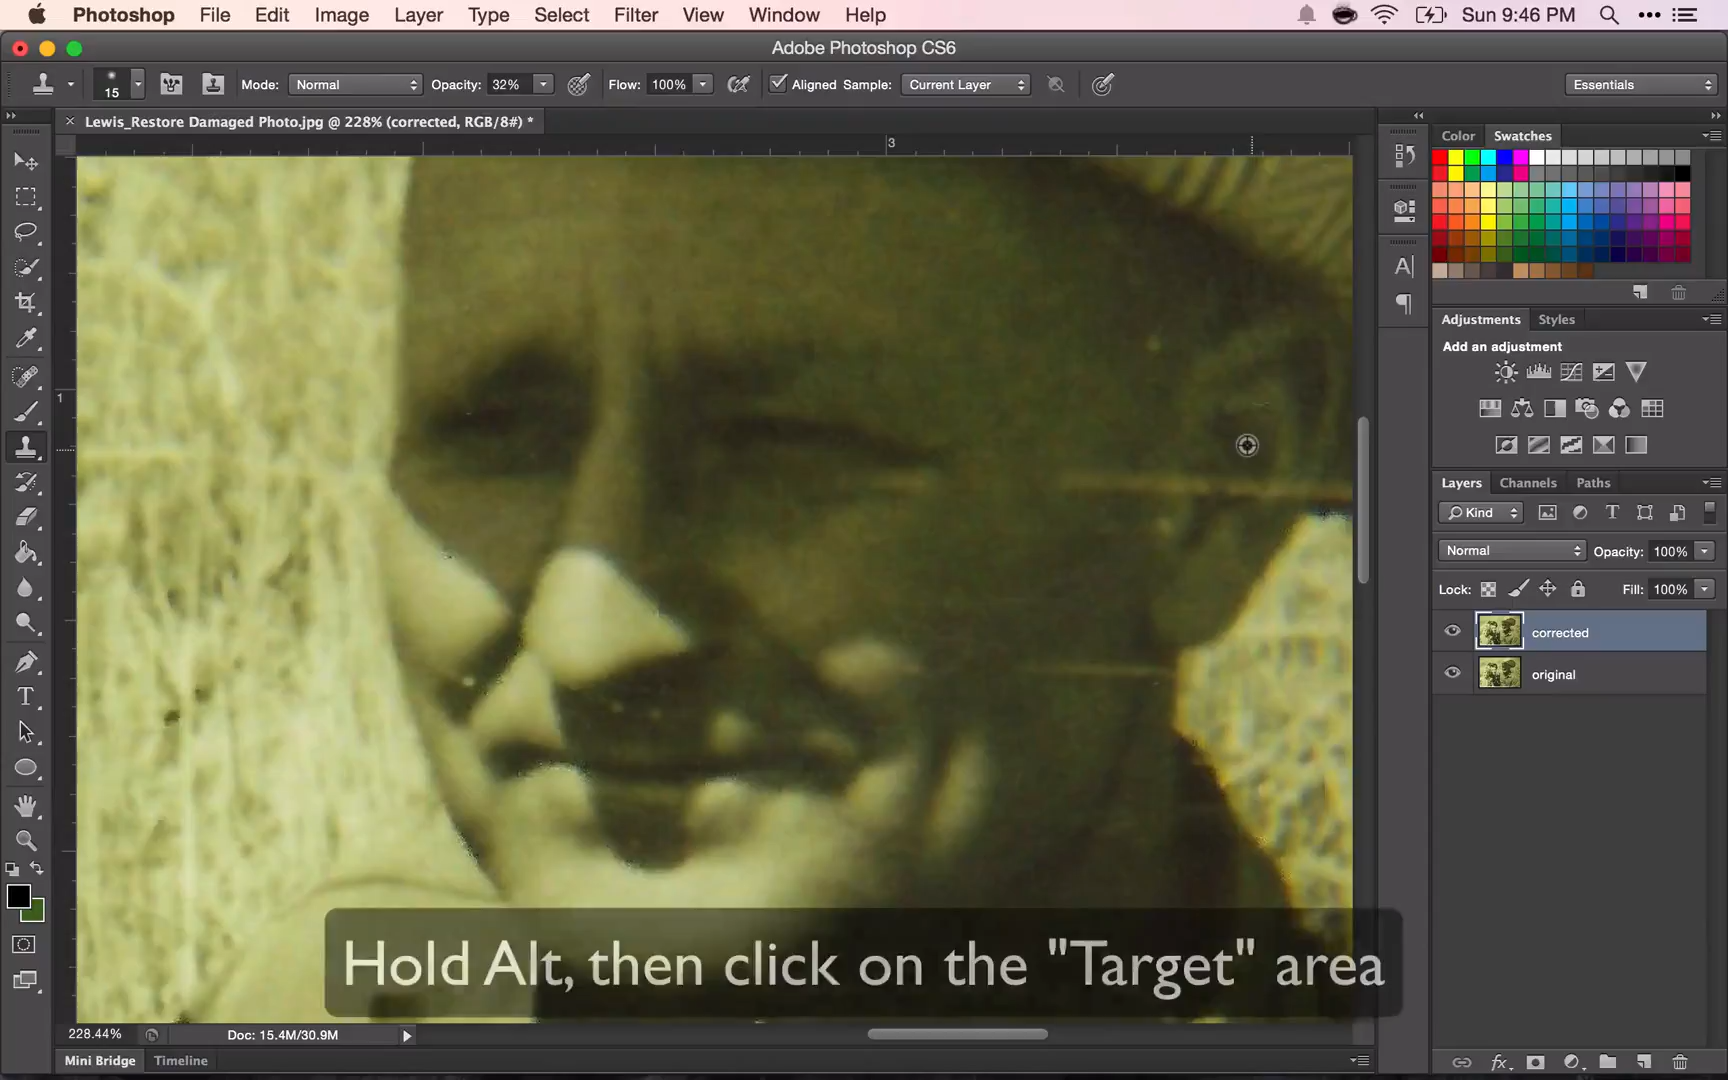 Photoshop File Edit Image Layer Type Select Filter View Window Help Sun 9:46 PM
Adobe Photoshop CS6
15 Mode: Normal Opacity: 32% Flow: 100% Aligned Sample: Current Layer Essentials
Lewis_Restore Damaged Photo.jpg @ 228% (corrected, RGB/8#) *
3
1
Color Swatches
Adjustments Styles
Add an adjustment
Layers Channels Paths
Kind
Normal Opacity: 100%
Lock: Fill: 100%
corrected
original
Hold Alt, then click on the "Target" area
228.44% Doc: 15.4M/30.9M
Mini Bridge Timeline